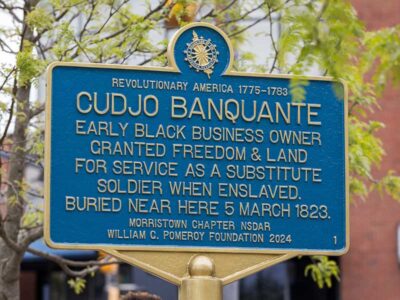 REVOLUTIONARY AMERICA 1775-1783
CUDJO BANQUANTE
EARLY BLACK BUSINESS OWNER
GRANTED FREEDOM & LAND
FOR SERVICE AS A SUBSTITUTE
SOLDIER WHEN ENSLAVED.
BURIED NEAR HERE 5 MARCH 1823.
MORRISTOWN CHAPTER NSDAR
WILLIAM C. POMEROY FOUNDATION 2024 1